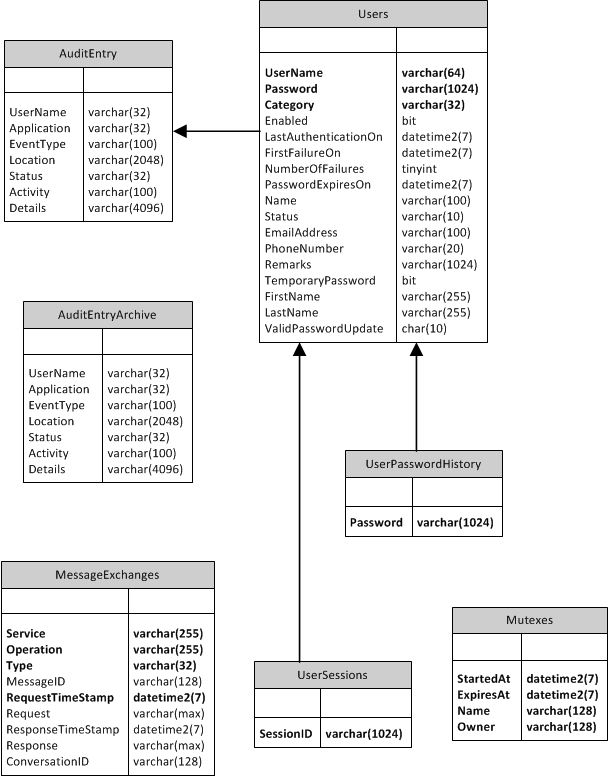 Users
UserName varchar(64)
Password varchar(1024)
Category varchar(32)
Enabled bit
LastAuthenticationOn datetime2(7)
FirstFailureOn datetime2(7)
NumberOfFailures tinyint
PasswordExpiresOn datetime2(7)
Name varchar(100)
Status varchar(10)
EmailAddress varchar(100)
PhoneNumber varchar(20)
Remarks varchar(1024)
TemporaryPassword bit
FirstName varchar(255)
LastName varchar(255)
ValidPasswordUpdate char(10)
AuditEntry
UserName varchar(32)
Application varchar(32)
EventType varchar(100)
Location varchar(2048)
Status varchar(32)
Activity varchar(100)
Details varchar(4096)
AuditEntryArchive
UserName varchar(32)
Application varchar(32)
EventType varchar(100)
Location varchar(2048)
Status varchar(32)
Activity varchar(100)
Details varchar(4096)
UserPasswordHistory
Password varchar(1024)
MessageExchanges
Service varchar(255)
Operation varchar(255)
Type varchar(32)
MessageID varchar(128)
RequestTimeStamp datetime2(7)
Request varchar(max)
ResponseTimeStamp datetime2(7)
Response varchar(max)
ConversationID varchar(128)
UserSessions
SessionID varchar(1024)
Mutexes
StartedAt datetime2(7)
ExpiresAt datetime2(7)
Name varchar(128)
Owner varchar(128)